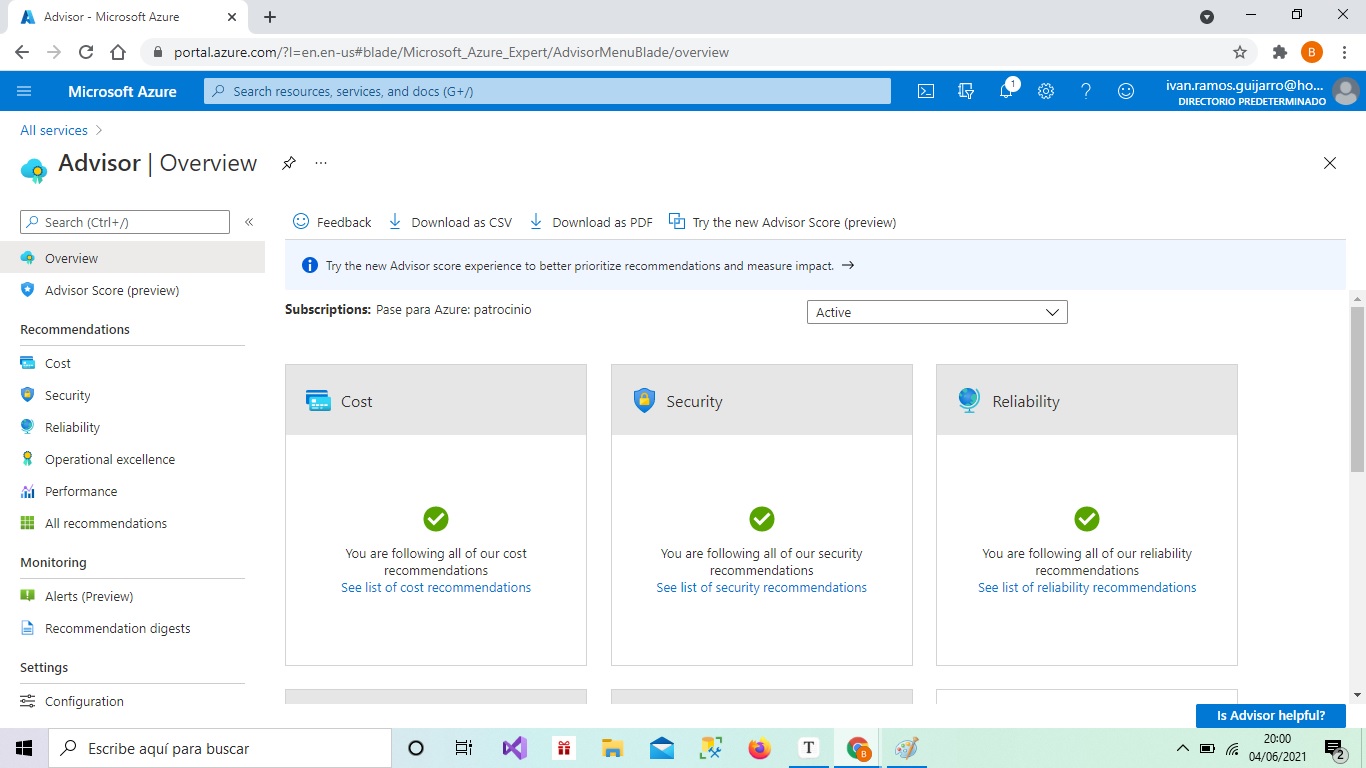 Advisor - Microsoft Azure
portal.azure.com/?l=en.en-us#blade/Microsoft_Azure_Expert/AdvisorMenuBlade/overview
B
Microsoft Azure
Search resources, services, and docs (G+/)
1
ivan.ramos.guijarro@ho...
DIRECTORIO PREDETERMINADO
All services
Advisor | Overview
Search (Ctrl+/)
Overview
Advisor Score (preview)
Recommendations
Cost
Security
Reliability
Operational excellence
Performance
All recommendations
Monitoring
Alerts (Preview)
Recommendation digests
Settings
Configuration
Feedback
Download as CSV
Download as PDF
Try the new Advisor Score (preview)
Try the new Advisor score experience to better prioritize recommendations and measure impact. →
Subscriptions: Pase para Azure: patrocinio
Active
Cost
You are following all of our cost
recommendations
See list of cost recommendations
Security
You are following all of our security
recommendations
See list of security recommendations
Reliability
You are following all of our reliability
recommendations
See list of reliability recommendations
Is Advisor helpful?
Escribe aquí para buscar
T
B
20:00
04/06/2021
2